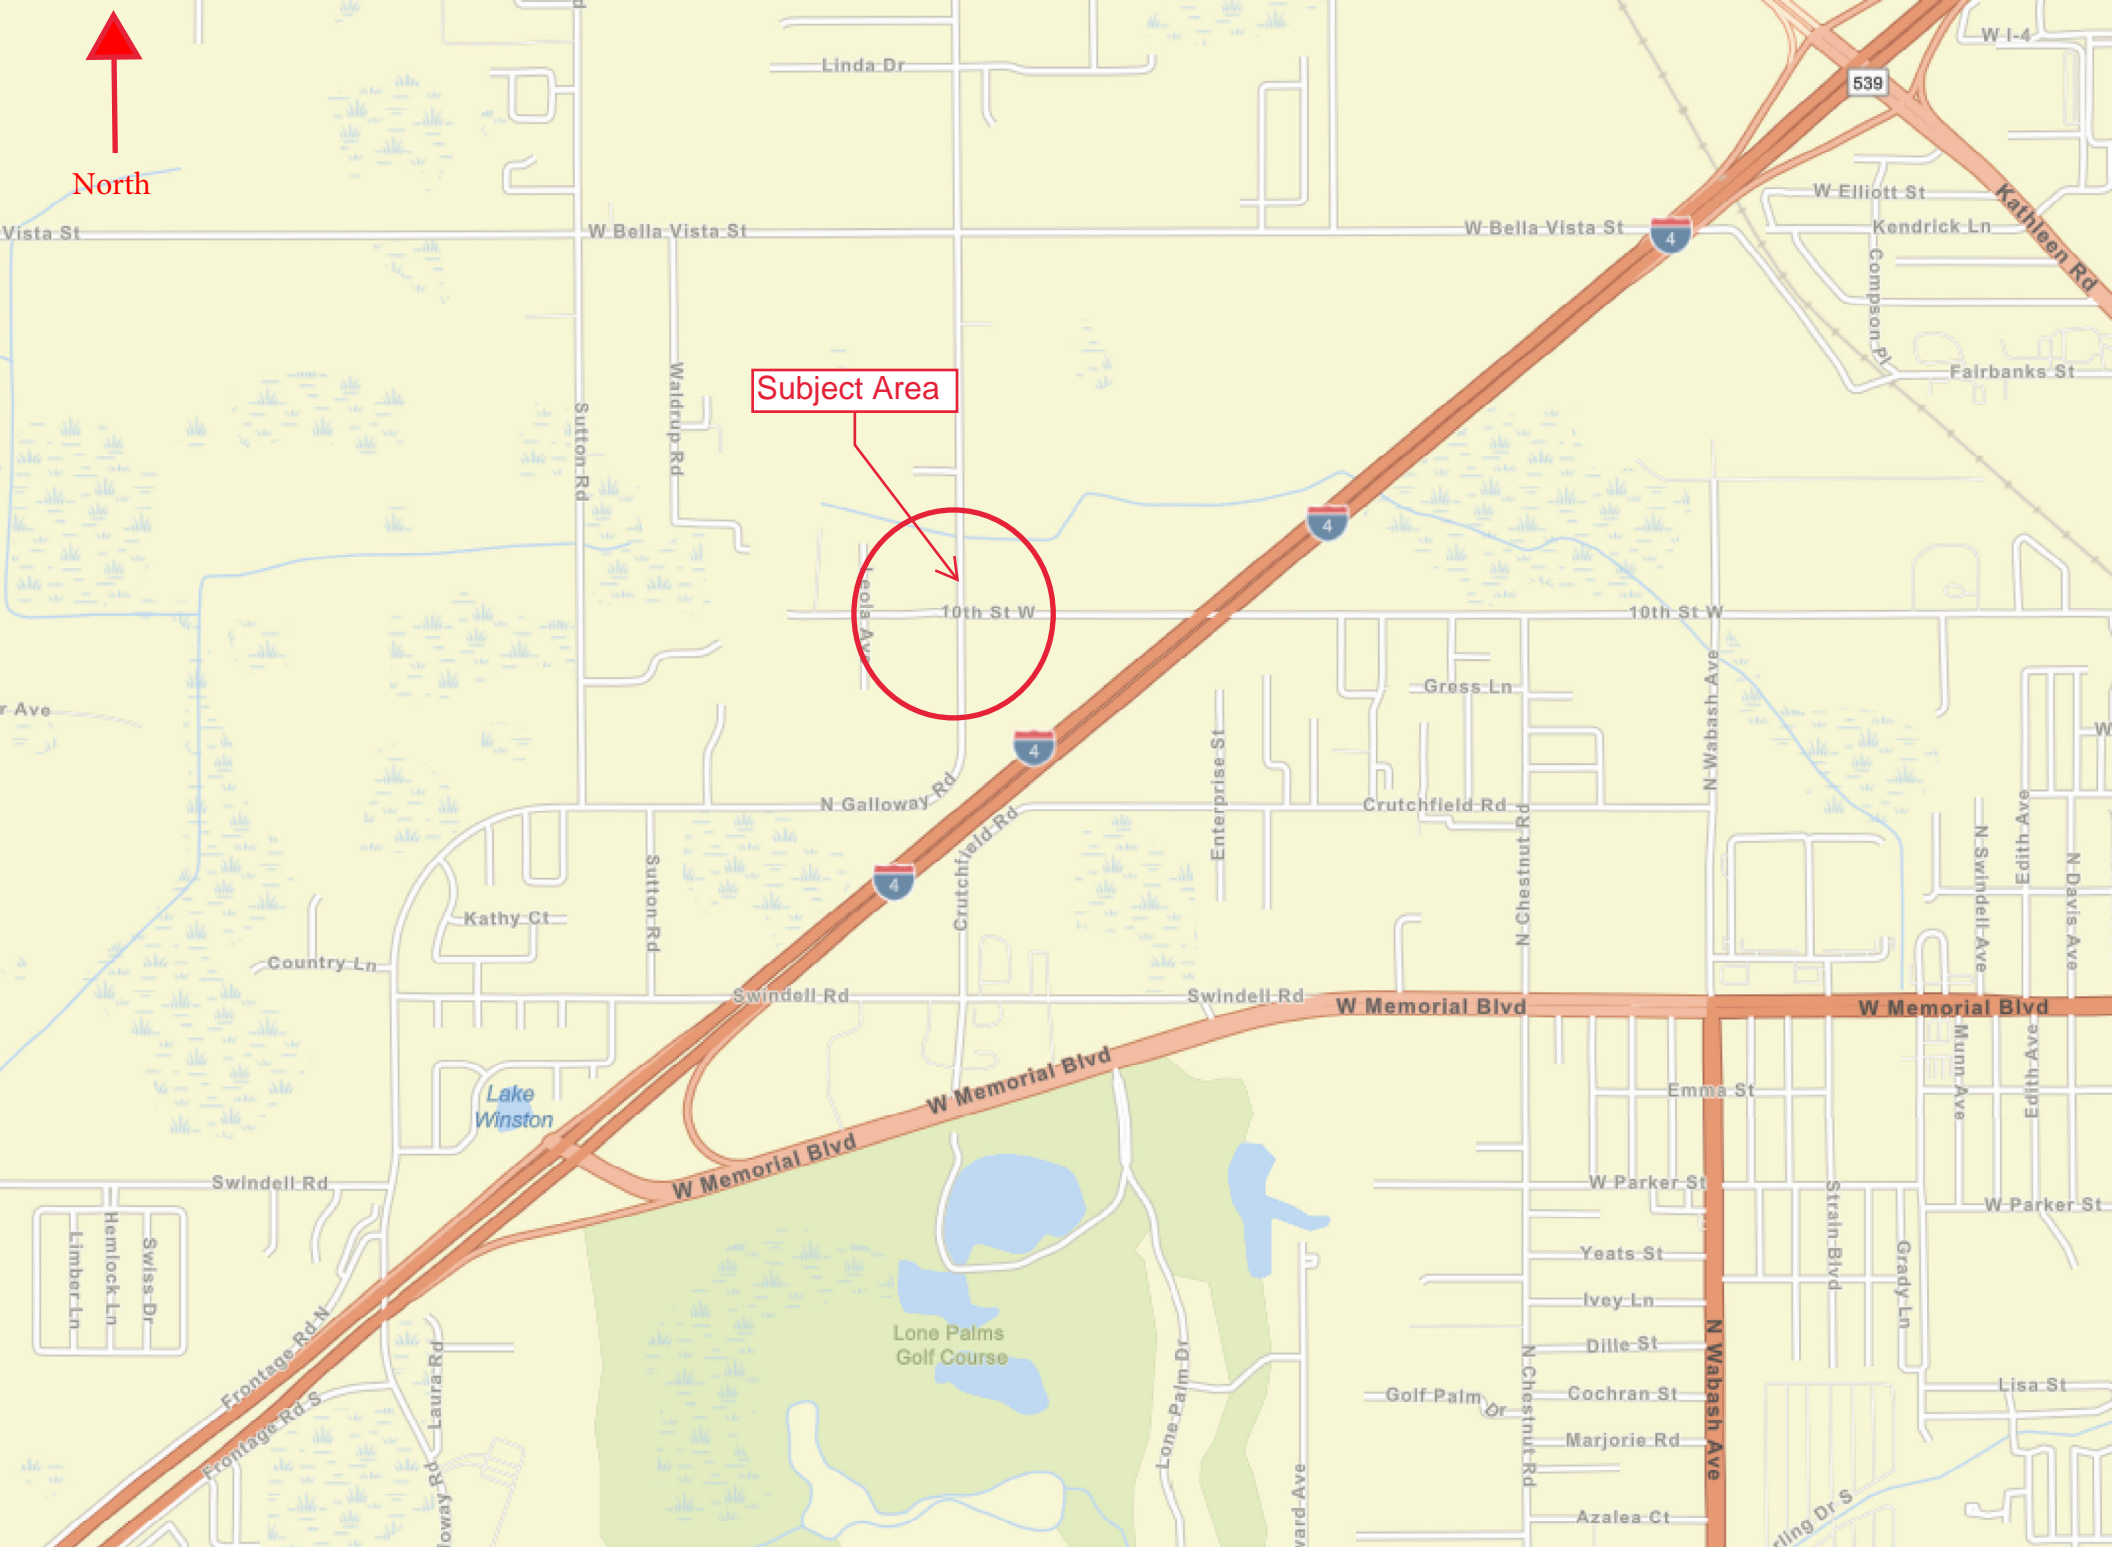 W I-4
Linda Dr
539
North
W Elliott St
Kathleen Rd
Vista St
W Bella Vista St
W Bella Vista St
4
Kendrick Ln
Compson Pl
Fairbanks St
Subject Area
Waldrup Rd
Sutton Rd
4
Leola Ave
10th St W
10th St W
N Wabash Ave
Gress Ln
Ave
4
Enterprise St
N Galloway Rd
Crutchfield Rd
Crutchfield Rd
N Chestnut Rd
Edith Ave
N Swindell Ave
N Davis Ave
Sutton Rd
4
Kathy Ct
Country Ln
Swindell Rd
Swindell Rd
W Memorial Blvd
W Memorial Blvd
W Memorial Blvd
Munn Ave
Edith Ave
Lake
Winston
Emma St
W Memorial Blvd
Swindell Rd
W Parker St
Strain Blvd
W Parker St
Limber Ln
Hemlock Ln
Swiss Dr
Yeats St
Grady Ln
Ivey Ln
Frontage Rd N
Lone Palms
Golf Course
Dille St
N Wabash Ave
Laura Rd
Lone Palm Dr
N Chestnut Rd
Golf Palm Dr
Cochran St
Lisa St
Frontage Rd S
Marjorie Rd
Rd
Ave
Azalea Ct
Dr S